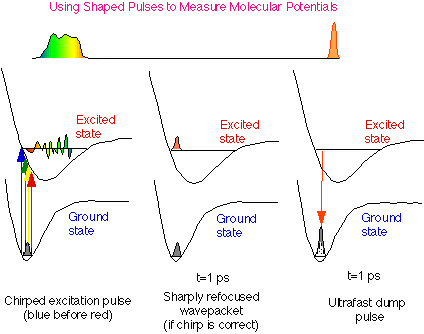 Using Shaped Pulses to Measure Molecular Potentials
Excited
state
Excited
state
Excited
state
Ground
state
Ground
state
Ground
state
t=1 ps
t=1 ps
Chirped excitation pulse
(blue before red)
Sharply refocused
wavepacket
(if chirp is correct)
Ultrafast dump
pulse